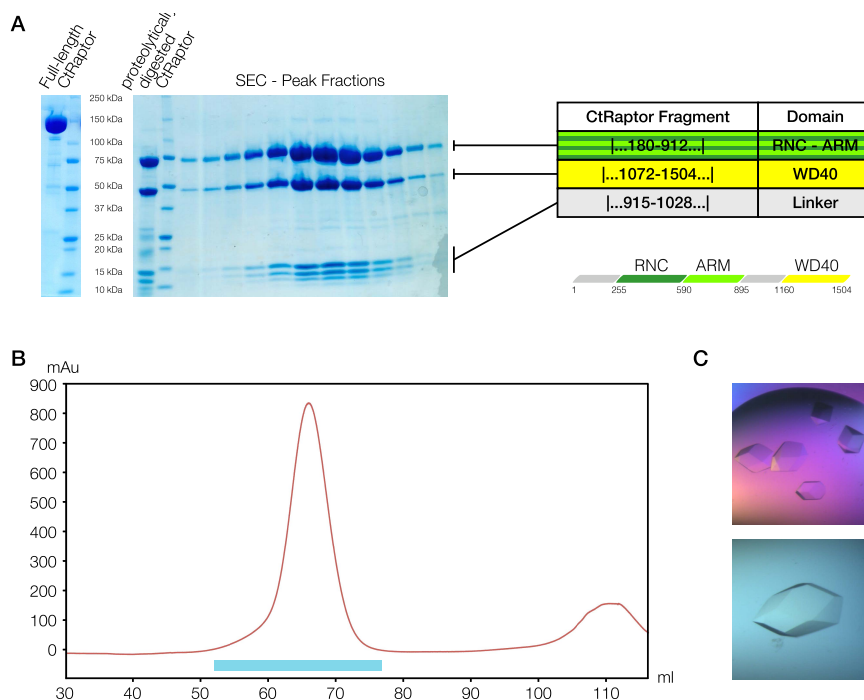 A
Full-length
CtRaptor
proteolytically
digested
CtRaptor
SEC - Peak Fractions
250 kDa
150 kDa
100 kDa
75 kDa
50 kDa
37 kDa
25 kDa
20 kDa
15 kDa
10 kDa
CtRaptor Fragment Domain
|...180-912...| RNC - ARM
|...1072-1504...| WD40
|...915-1028...| Linker
RNC ARM WD40
1 255 590 895 1160 1504
B
mAu
900
800
700
600
500
400
300
200
100
0
30 40 50 60 70 80 90 100 110
ml
C